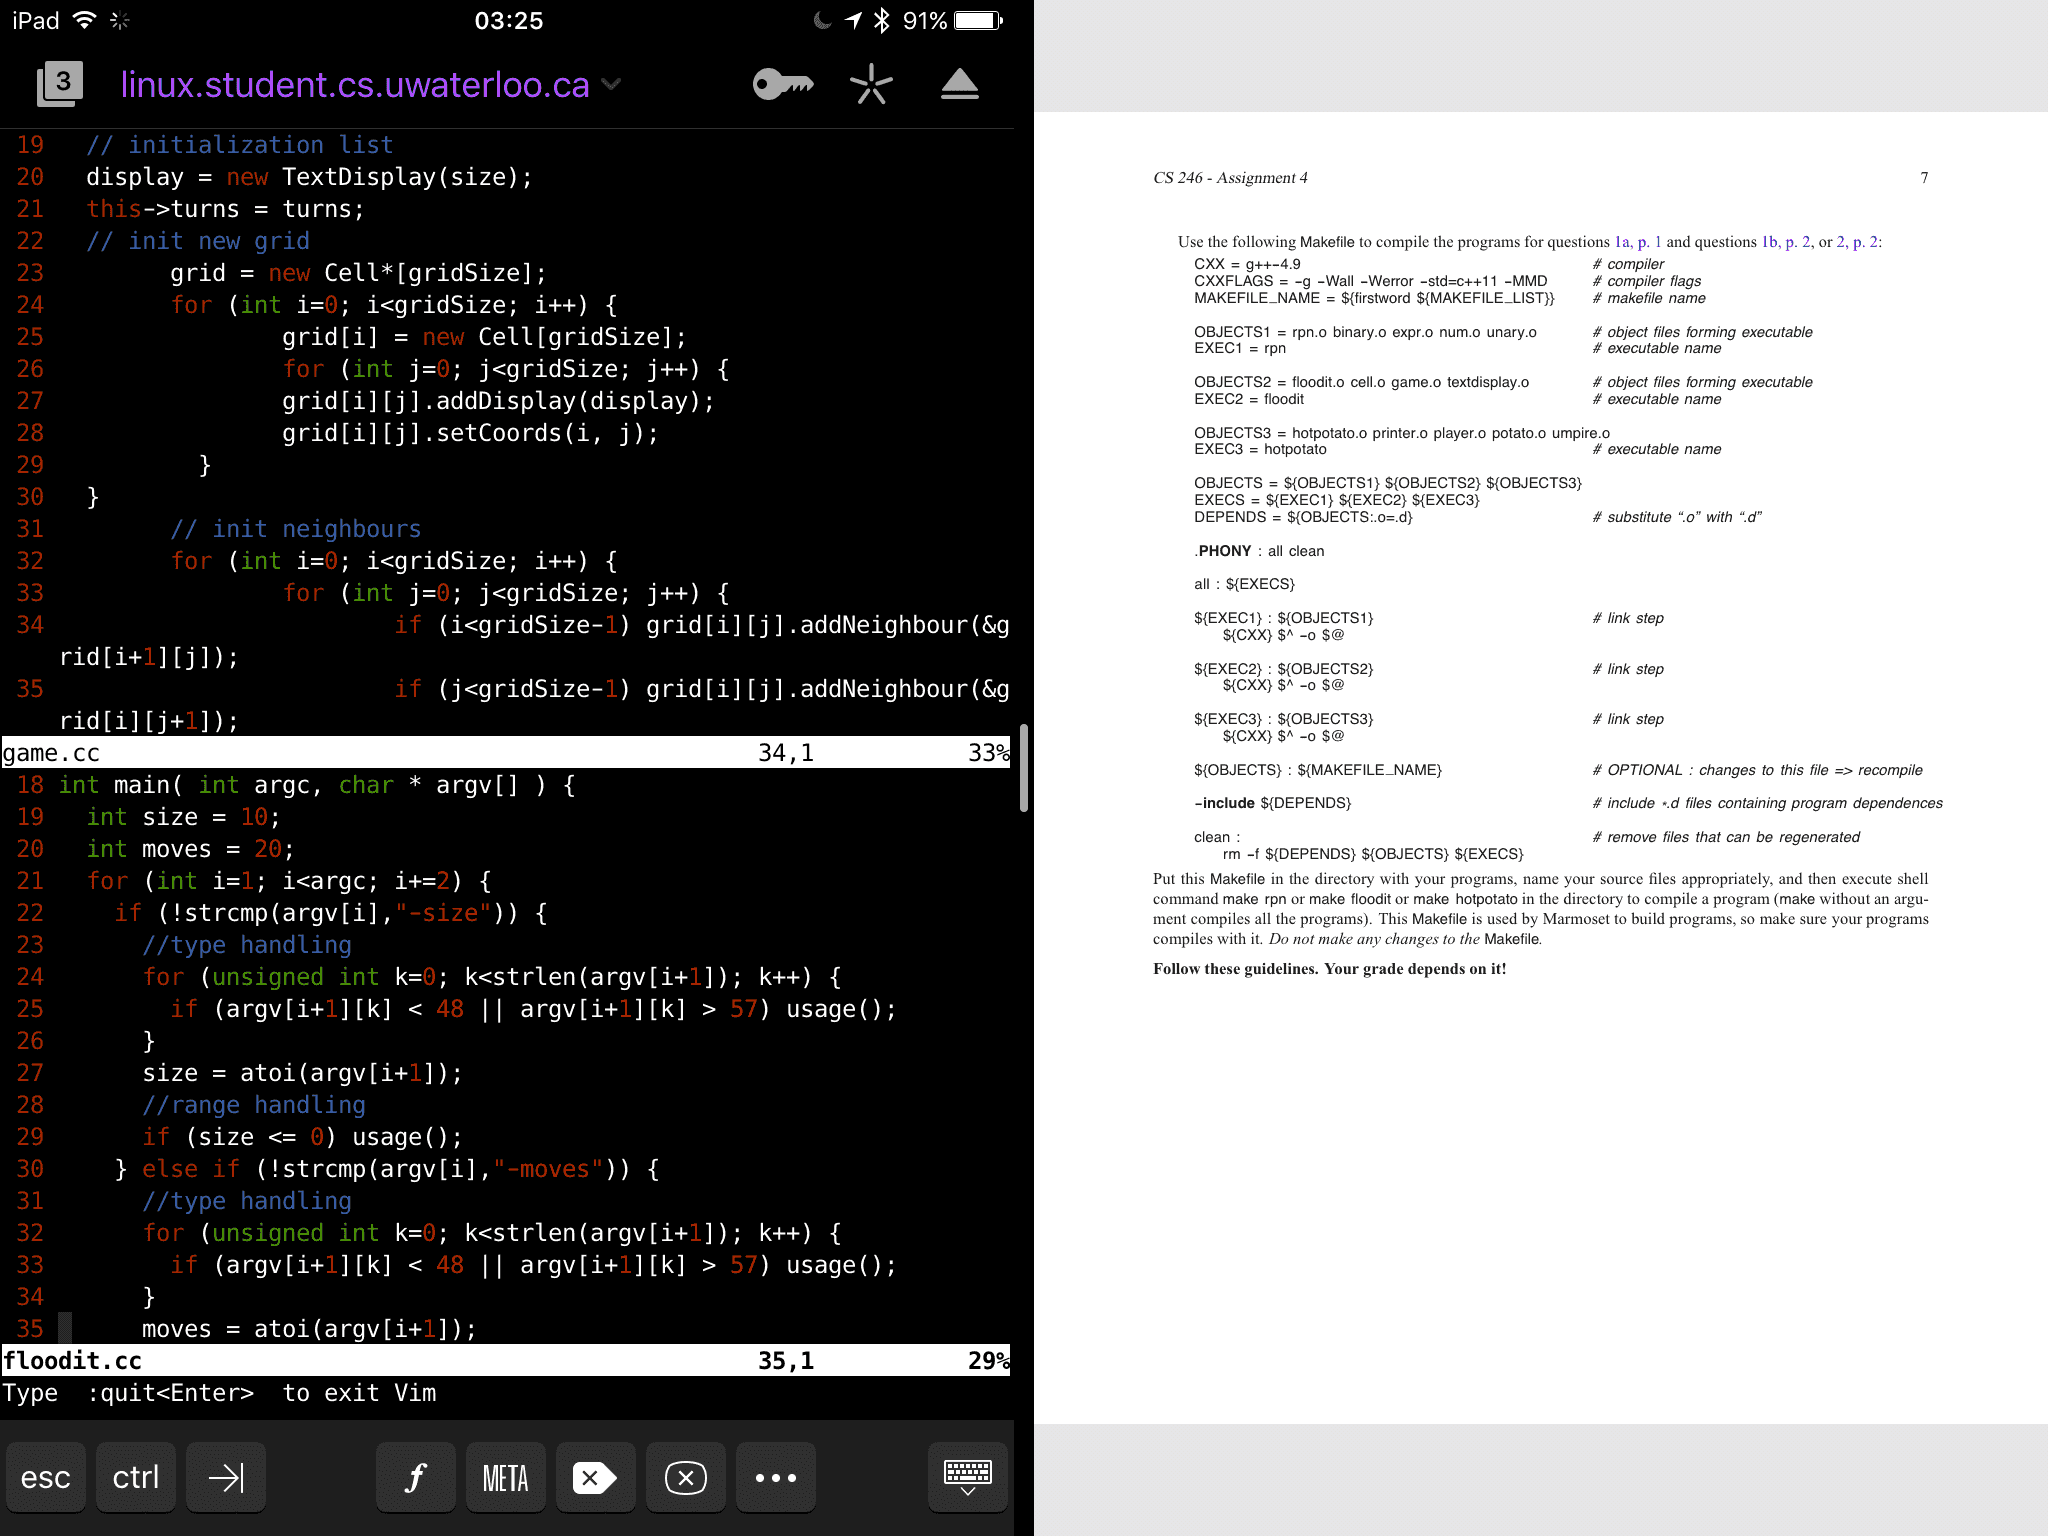 iPad 03:25 91%
3 linux.student.cs.uwaterloo.ca
19 // initialization list
20 display = new TextDisplay(size);
21 this->turns = turns;
22 // init new grid
23 grid = new Cell*[gridSize];
24 for (int i=0; i<gridSize; i++) {
25 grid[i] = new Cell[gridSize];
26 for (int j=0; j<gridSize; j++) {
27 grid[i][j].addDisplay(display);
28 grid[i][j].setCoords(i, j);
29 }
30 }
31 // init neighbours
32 for (int i=0; i<gridSize; i++) {
33 for (int j=0; j<gridSize; j++) {
34 if (i<gridSize-1) grid[i][j].addNeighbour(&g
rid[i+1][j]);
35 if (j<gridSize-1) grid[i][j].addNeighbour(&g
rid[i][j+1]);
game.cc 34,1 33%
18 int main( int argc, char * argv[] ) {
19 int size = 10;
20 int moves = 20;
21 for (int i=1; i<argc; i+=2) {
22 if (!strcmp(argv[i],"-size")) {
23 //type handling
24 for (unsigned int k=0; k<strlen(argv[i+1]); k++) {
25 if (argv[i+1][k] < 48 || argv[i+1][k] > 57) usage();
26 }
27 size = atoi(argv[i+1]);
28 //range handling
29 if (size <= 0) usage();
30 } else if (!strcmp(argv[i],"-moves")) {
31 //type handling
32 for (unsigned int k=0; k<strlen(argv[i+1]); k++) {
33 if (argv[i+1][k] < 48 || argv[i+1][k] > 57) usage();
34 }
35 moves = atoi(argv[i+1]);
floodit.cc 35,1 29%
Type :quit<Enter> to exit Vim
esc ctrl f META
CS 246 - Assignment 4 7
Use the following Makefile to compile the programs for questions 1a, p. 1 and questions 1b, p. 2, or 2, p. 2:
CXX = g++-4.9 # compiler
CXXFLAGS = -g -Wall -Werror -std=c++11 -MMD # compiler flags
MAKEFILE_NAME = ${firstword ${MAKEFILE_LIST}} # makefile name
OBJECTS1 = rpn.o binary.o expr.o num.o unary.o # object files forming executable
EXEC1 = rpn # executable name
OBJECTS2 = floodit.o cell.o game.o textdisplay.o # object files forming executable
EXEC2 = floodit # executable name
OBJECTS3 = hotpotato.o printer.o player.o potato.o umpire.o
EXEC3 = hotpotato # executable name
OBJECTS = ${OBJECTS1} ${OBJECTS2} ${OBJECTS3}
EXECS = ${EXEC1} ${EXEC2} ${EXEC3}
DEPENDS = ${OBJECTS:.o=.d} # substitute “.o” with “.d”
.PHONY : all clean
all : ${EXECS}
${EXEC1} : ${OBJECTS1} # link step
${CXX} $^ -o $@
${EXEC2} : ${OBJECTS2} # link step
${CXX} $^ -o $@
${EXEC3} : ${OBJECTS3} # link step
${CXX} $^ -o $@
${OBJECTS} : ${MAKEFILE_NAME} # OPTIONAL : changes to this file => recompile
-include ${DEPENDS} # include *.d files containing program dependences
clean : # remove files that can be regenerated
rm -f ${DEPENDS} ${OBJECTS} ${EXECS}
Put this Makefile in the directory with your programs, name your source files appropriately, and then execute shell
command make rpn or make floodit or make hotpotato in the directory to compile a program (make without an argu-
ment compiles all the programs). This Makefile is used by Marmoset to build programs, so make sure your programs
compiles with it. Do not make any changes to the Makefile.
Follow these guidelines. Your grade depends on it!